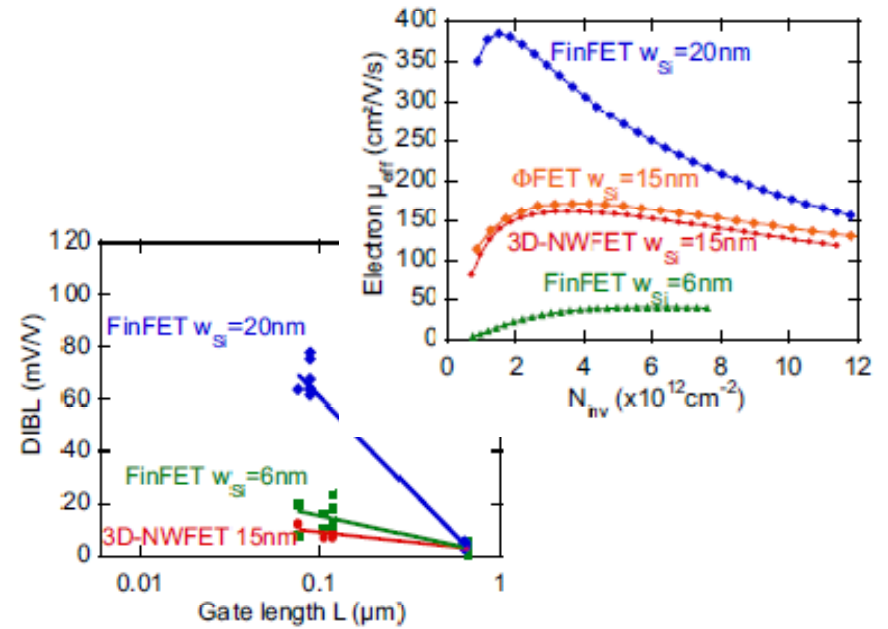 400
350
300
250
200
150
100
50
0
Electron μeff (cm²/V/s)
FinFET wSi=20nm
ΦFET wSi=15nm
3D-NWFET wSi=15nm
FinFET wSi=6nm
0 2 4 6 8 10 12
Ninv (x10¹²cm⁻²)
120
100
80
60
40
20
0
DIBL (mV/V)
FinFET wSi=20nm
FinFET wSi=6nm
3D-NWFET 15nm
0.01 0.1 1
Gate length L (μm)